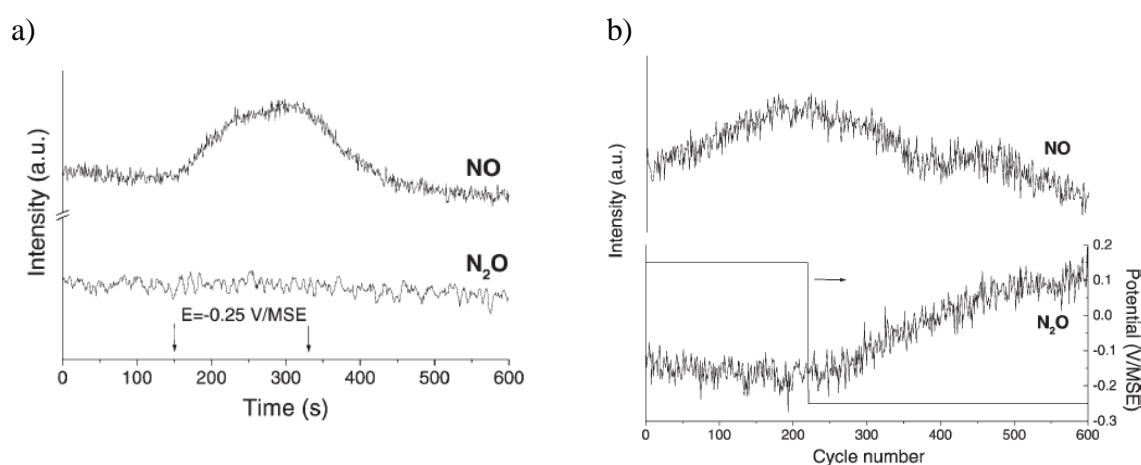 a)
Intensity (a.u.)
NO
N₂O
E=-0.25 V/MSE
0 100 200 300 400 500 600
Time (s)
b)
Intensity (a.u.)
NO
N₂O
0.2
0.1
0.0
-0.1
-0.2
-0.3
Potential (V/MSE)
0 100 200 300 400 500 600
Cycle number